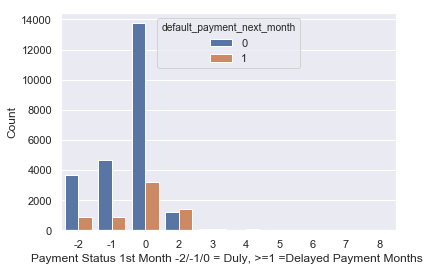 default_payment_next_month
0
1
14000
12000
10000
8000
6000
4000
2000
0
Count
-2 -1 0 2 3 4 5 6 7 8
Payment Status 1st Month -2/-1/0 = Duly, >=1 =Delayed Payment Months